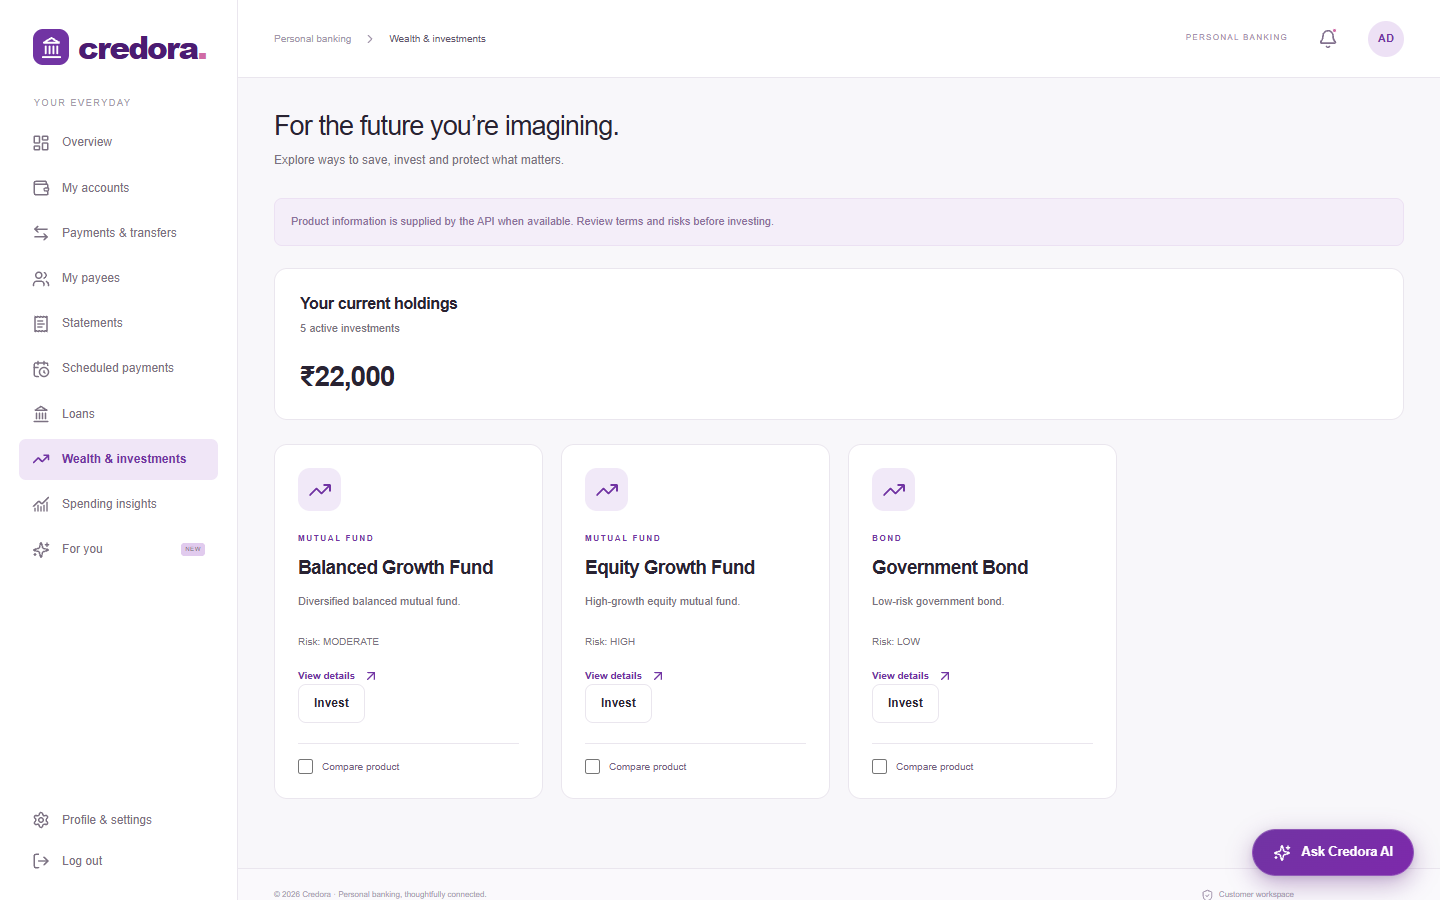 credora.
YOUR EVERYDAY
Overview
My accounts
Payments & transfers
My payees
Statements
Scheduled payments
Loans
Wealth & investments
Spending insights
For you
NEW
Profile & settings
Log out
Personal banking
Wealth & investments
PERSONAL BANKING
AD
For the future you’re imagining.
Explore ways to save, invest and protect what matters.
Product information is supplied by the API when available. Review terms and risks before investing.
Your current holdings
5 active investments
₹22,000
MUTUAL FUND
Balanced Growth Fund
Diversified balanced mutual fund.
Risk: MODERATE
View details
Invest
Compare product
MUTUAL FUND
Equity Growth Fund
High-growth equity mutual fund.
Risk: HIGH
View details
Invest
Compare product
BOND
Government Bond
Low-risk government bond.
Risk: LOW
View details
Invest
Compare product
Ask Credora AI
© 2026 Credora · Personal banking, thoughtfully connected.
Customer workspace